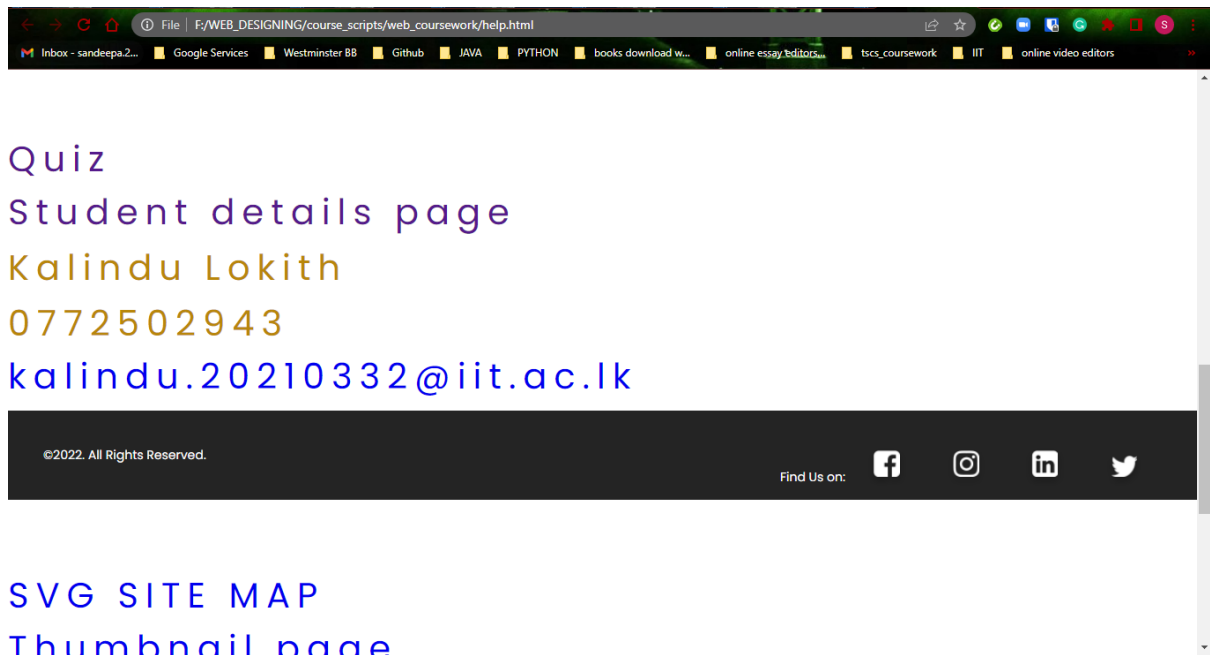 File | F:/WEB_DESIGNING/course_scripts/web_coursework/help.html
S
Inbox - sandeepa.2... Google Services Westminster BB Github JAVA PYTHON books download w... online essay editors... tscs_coursework IIT online video editors »
Quiz
Student details page
Kalindu Lokith
0772502943
kalindu.20210332@iit.ac.lk
©2022. All Rights Reserved.
Find Us on:
SVG SITE MAP
Thumbnail page